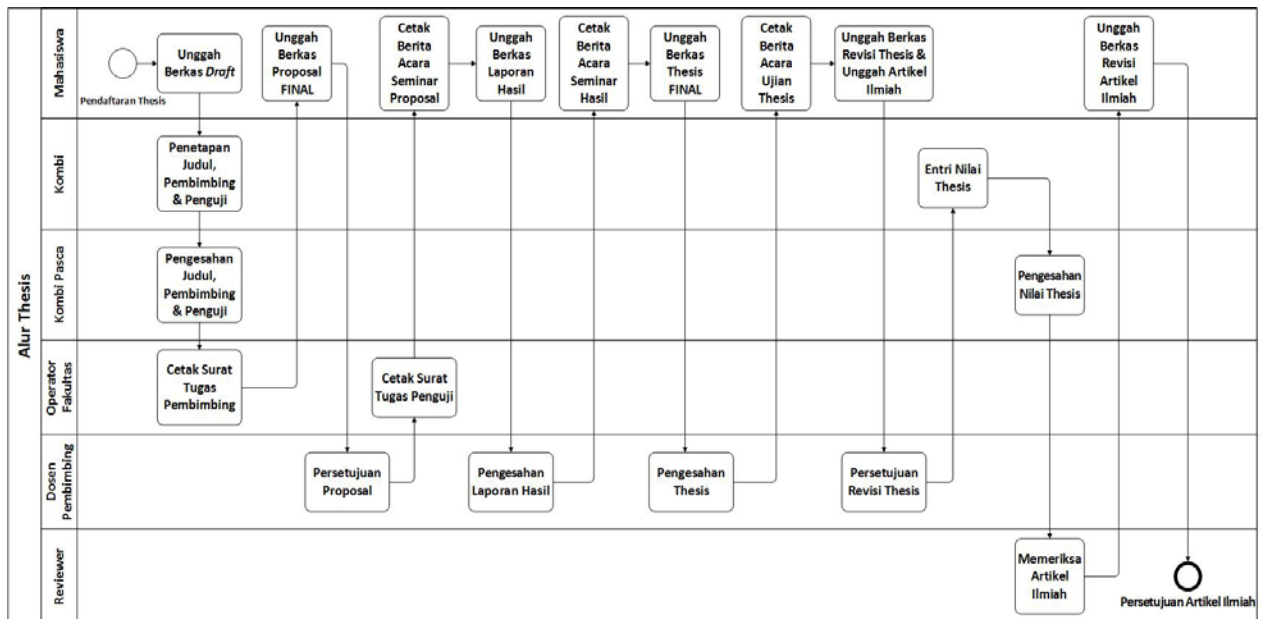 Alur Thesis
Mahasiswa
Pendaftaran Thesis
Unggah
Berkas Draft
Unggah
Berkas
Proposal
FINAL
Cetak
Berita
Acara
Seminar
Proposal
Unggah
Berkas
Laporan
Hasil
Cetak
Berita
Acara
Seminar
Hasil
Unggah
Berkas
Thesis
FINAL
Cetak
Berita
Acara
Ujian
Thesis
Unggah Berkas
Revisi Thesis &
Unggah Artikel
Ilmiah
Unggah
Berkas
Revisi
Artikel
Ilmiah
Kombi
Penetapan
Judul,
Pembimbing
& Penguji
Entri Nilai
Thesis
Kombi Pasca
Pengesahan
Judul,
Pembimbing
& Penguji
Pengesahan
Nilai Thesis
Operator
Fakultas
Cetak Surat
Tugas
Pembimbing
Cetak Surat
Tugas Penguji
Dosen
Pembimbing
Persetujuan
Proposal
Pengesahan
Laporan Hasil
Pengesahan
Thesis
Persetujuan
Revisi Thesis
Reviewer
Memeriksa
Artikel
Ilmiah
Persetujuan Artikel Ilmiah